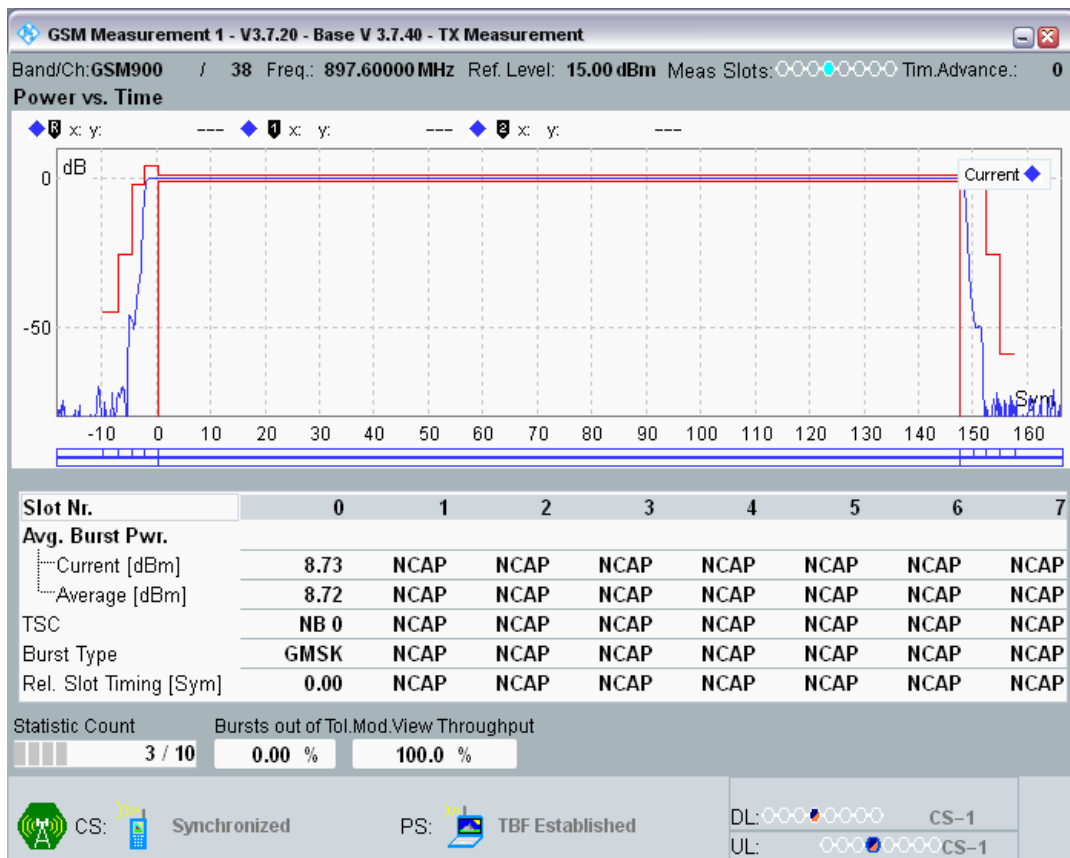 GSM Measurement 1 - V3.7.20 - Base V 3.7.40 - TX Measurement
Band/Ch:GSM900 / 38 Freq.: 897.60000 MHz Ref. Level: 15.00 dBm Meas Slots: Tim.Advance.: 0
Power vs. Time
R x: y: --- 1 x: y: --- 2 x: y: ---
dB
Current
0
-50
Sym
-10 0 10 20 30 40 50 60 70 80 90 100 110 120 130 140 150 160
Slot Nr. 0 1 2 3 4 5 6 7
Avg. Burst Pwr.
Current [dBm] 8.73 NCAP NCAP NCAP NCAP NCAP NCAP NCAP
Average [dBm] 8.72 NCAP NCAP NCAP NCAP NCAP NCAP NCAP
TSC NB 0 NCAP NCAP NCAP NCAP NCAP NCAP NCAP
Burst Type GMSK NCAP NCAP NCAP NCAP NCAP NCAP NCAP
Rel. Slot Timing [Sym] 0.00 NCAP NCAP NCAP NCAP NCAP NCAP NCAP
Statistic Count Bursts out of Tol.Mod.View Throughput
3 / 10 0.00 % 100.0 %
CS: Synchronized PS: TBF Established DL: CS-1
UL: CS-1